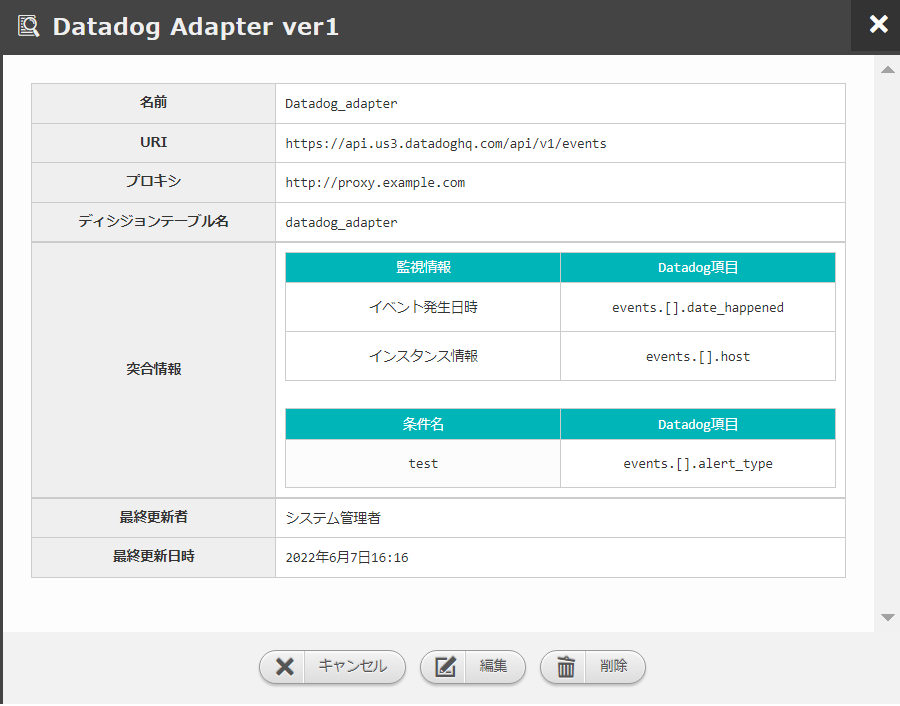 Datadog Adapter ver1
名前
Datadog_adapter
URI
https://api.us3.datadoghq.com/api/v1/events
プロキシ
http://proxy.example.com
ディシジョンテーブル名
datadog_adapter
突合情報
監視情報 Datadog項目
イベント発生日時 events.[].date_happened
インスタンス情報 events.[].host
条件名 Datadog項目
test events.[].alert_type
最終更新者
システム管理者
最終更新日時
2022年6月7日16:16
キャンセル 編集 削除